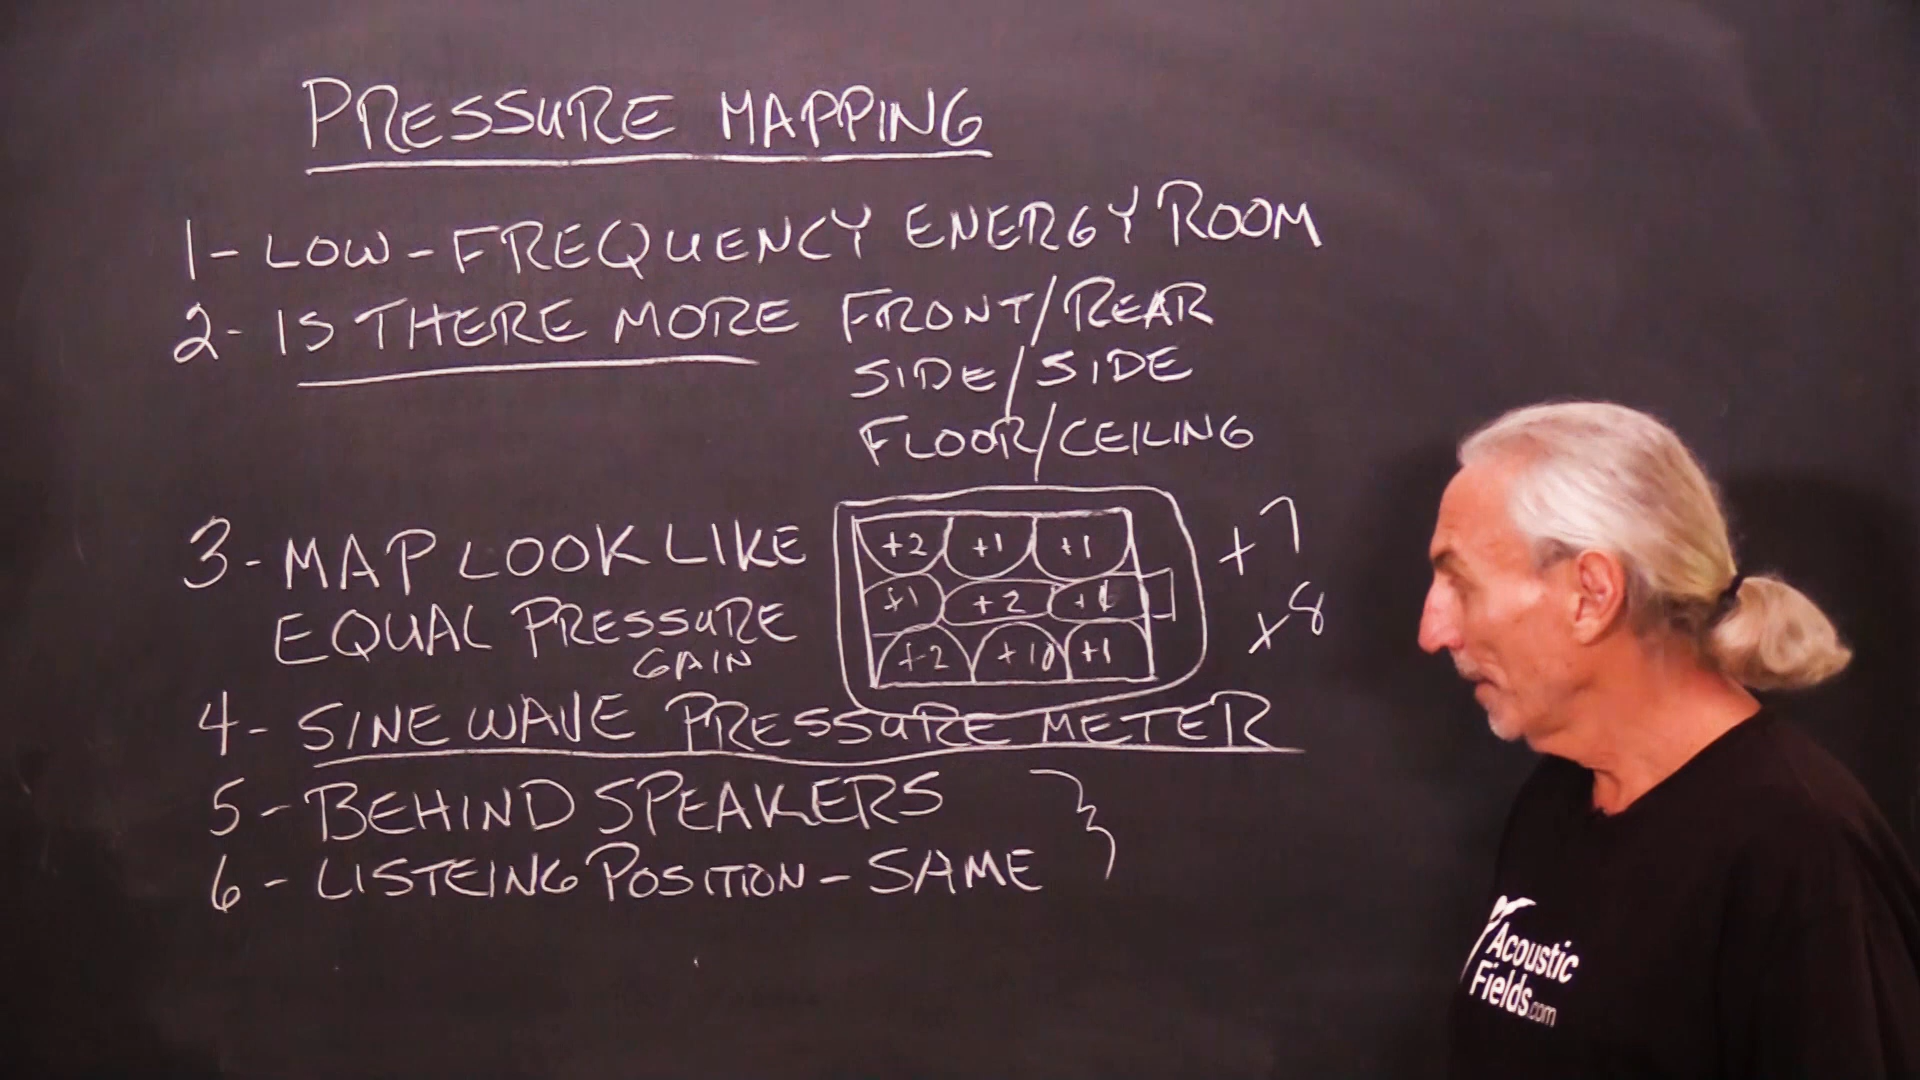 PRESSURE MAPPING
1- LOW-FREQUENCY ENERGY ROOM
2- IS THERE MORE FRONT/REAR
SIDE/SIDE
FLOOR/CEILING
3- MAP LOOK LIKE
EQUAL PRESSURE
GAIN
+2 +1 +1
+1 +2
+2 +10 +1
+7
+8
4- SINE WAVE PRESSURE METER
5- BEHIND SPEAKERS
6- LISTEING POSITION - SAME
Acoustic
Fields.com